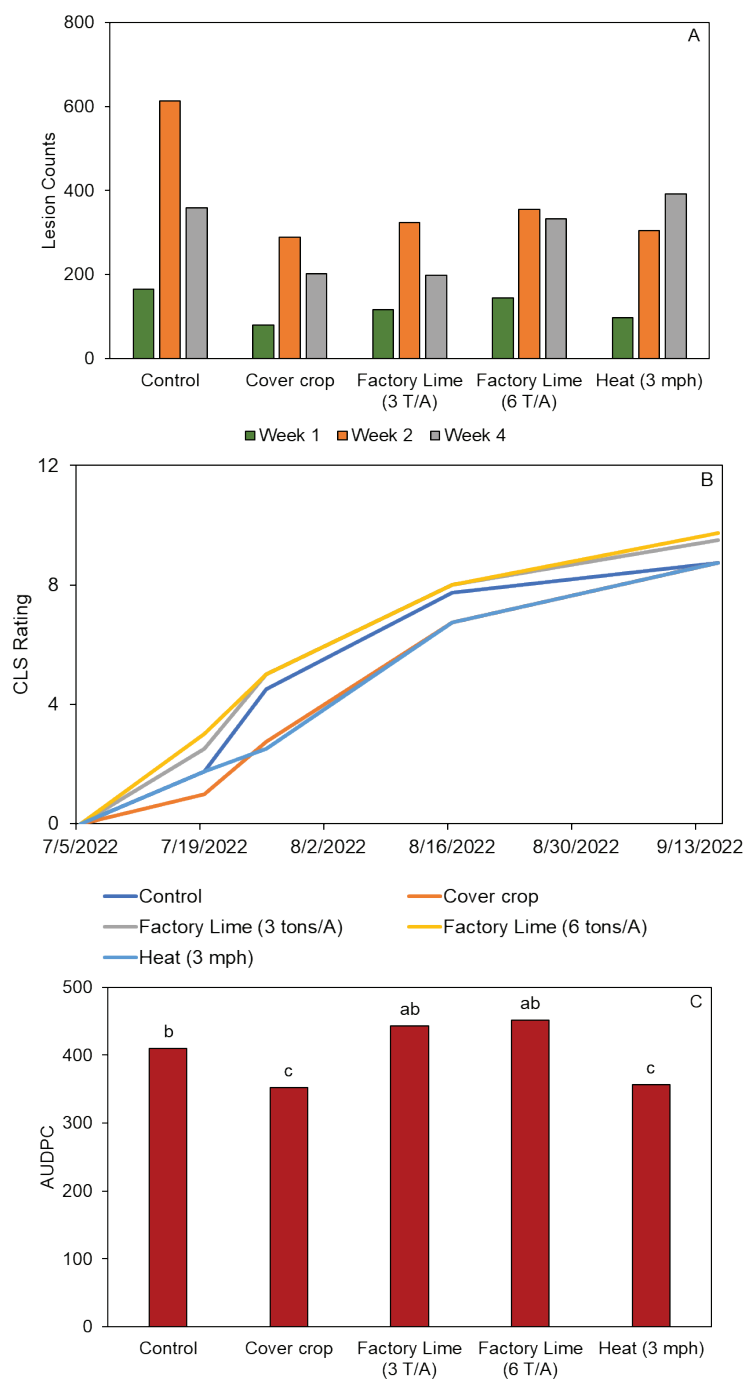 A
800
600
400
200
0
Lesion Counts
Control
Cover crop
Factory Lime
(3 T/A)
Factory Lime
(6 T/A)
Heat (3 mph)
Week 1
Week 2
Week 4
B
12
8
4
0
CLS Rating
7/5/2022
7/19/2022
8/2/2022
8/16/2022
8/30/2022
9/13/2022
Control
Cover crop
Factory Lime (3 tons/A)
Factory Lime (6 tons/A)
Heat (3 mph)
C
500
400
300
200
100
0
AUDPC
b
c
ab
ab
c
Control
Cover crop
Factory Lime
(3 T/A)
Factory Lime
(6 T/A)
Heat (3 mph)